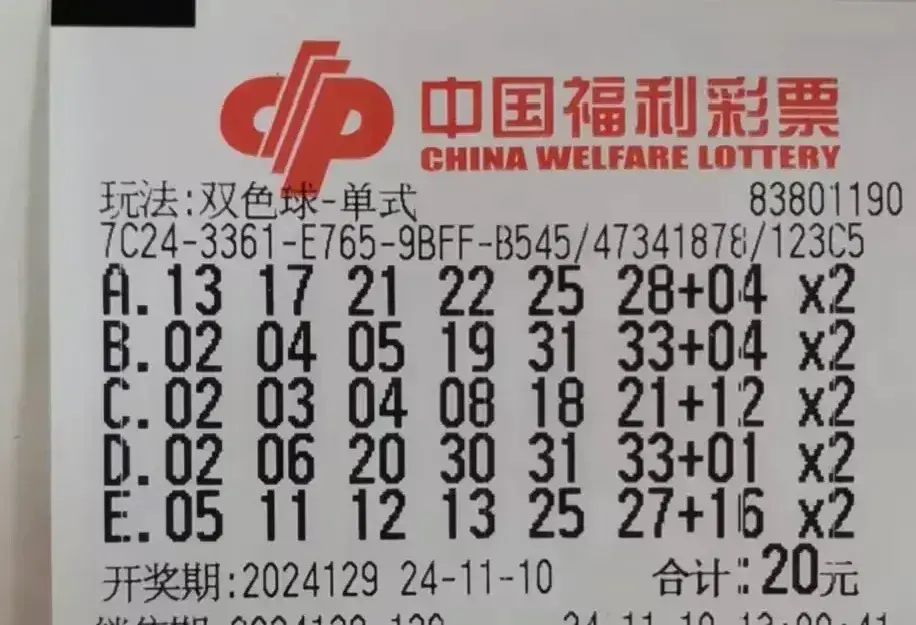 中国福利彩票
CHINA WELFARE LOTTERY
玩法:双色球-单式 83801190
7C24-3361-E765-9BFF-B545/47341878/123C5
A.13 17 21 22 25 28+04 x2
B.02 04 05 19 31 33+04 x2
C.02 03 04 08 18 21+12 x2
D.02 06 20 30 31 33+01 x2
E.05 11 12 13 25 27+16 x2
开奖期:2024129 24-11-10 合计:20元